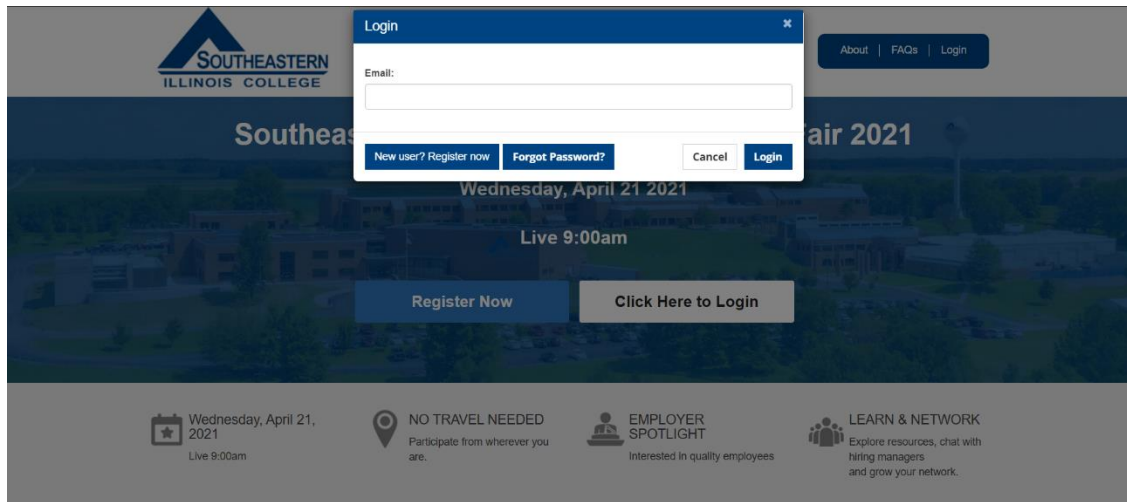 SOUTHEASTERN
ILLINOIS COLLEGE
Login
×
Email:
New user? Register now
Forgot Password?
Cancel
Login
About | FAQs | Login
Southeas
air 2021
Wednesday, April 21 2021
Live 9:00am
Register Now
Click Here to Login
Wednesday, April 21,
2021
Live 9:00am
NO TRAVEL NEEDED
Participate from wherever you
are.
EMPLOYER
SPOTLIGHT
Interested in quality employees
LEARN & NETWORK
Explore resources, chat with
hiring managers
and grow your network.